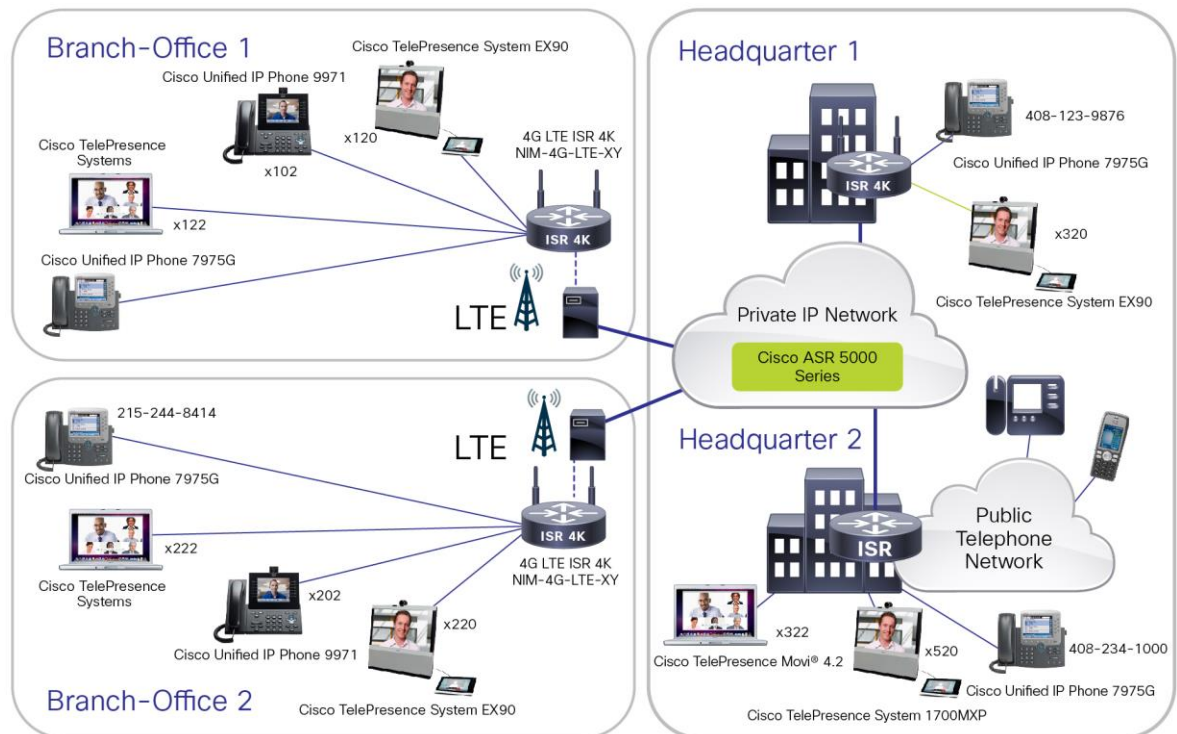 Branch-Office 1
Cisco TelePresence System EX90
Cisco Unified IP Phone 9971
x120
4G LTE ISR 4K
NIM-4G-LTE-XY
Cisco TelePresence
Systems
x102
x122
ISR 4K
Cisco Unified IP Phone 7975G
LTE
Branch-Office 2
215-244-8414
Cisco Unified IP Phone 7975G
LTE
ISR 4K
4G LTE ISR 4K
NIM-4G-LTE-XY
x222
Cisco TelePresence
Systems
x202
x220
Cisco Unified IP Phone 9971
Cisco TelePresence System EX90
Headquarter 1
408-123-9876
Cisco Unified IP Phone 7975G
ISR 4K
x320
Cisco TelePresence System EX90
Private IP Network
Cisco ASR 5000
Series
Headquarter 2
Public
Telephone
Network
ISR
x322
Cisco TelePresence Movi® 4.2
x520
408-234-1000
Cisco Unified IP Phone 7975G
Cisco TelePresence System 1700MXP